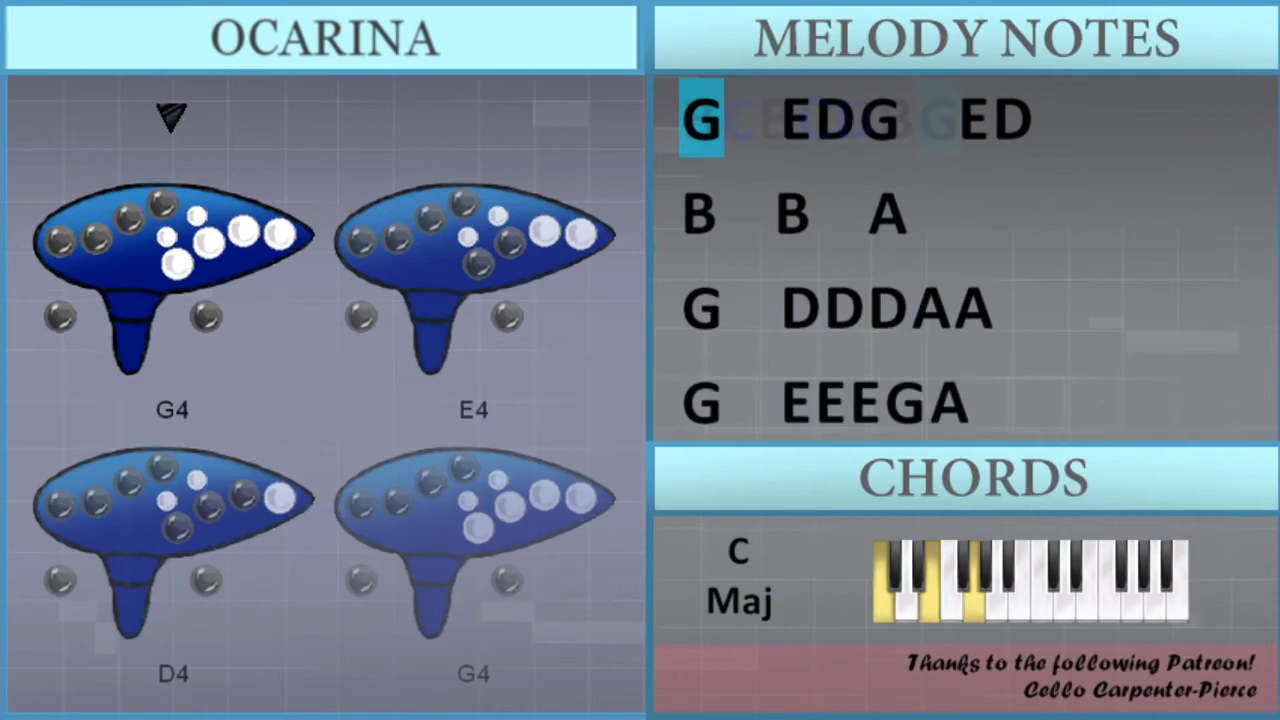 OCARINA
G4
E4
D4
G4
MELODY NOTES
G EDG GED
B B A
G DDDAA
G EEEGA
CHORDS
C
Maj
Thanks to the following Patreon!
Cello Carpenter-Pierce